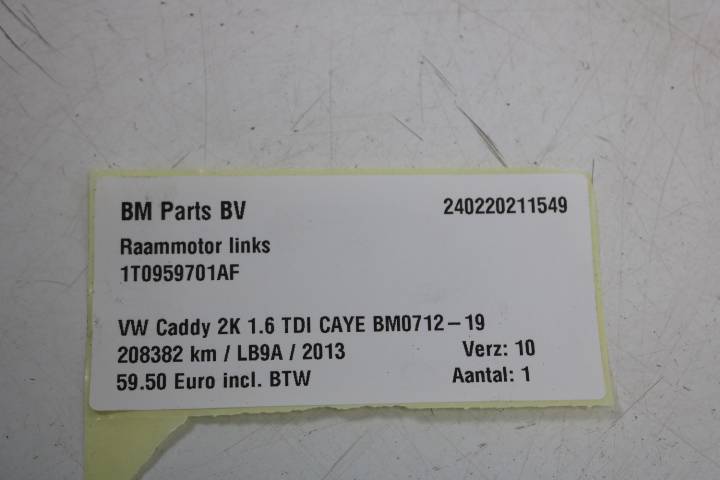 BM Parts BV 240220211549
Raammotor links
1T0959701AF
VW Caddy 2K 1.6 TDI CAYE BM0712-19
208382 km / LB9A / 2013 Verz: 10
59.50 Euro incl. BTW Aantal: 1